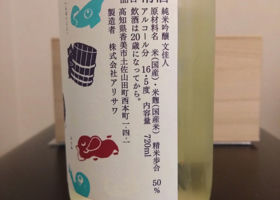 清酒
純米吟醸 文佳人
原材料名 米(国産)・米麹(国産米) 精米歩合 50%
アルコール分 16.5度 内容量 720ml
飲酒は20歳になってから。
高知県香美市土佐山田町西本町一-四-一
製造者 株式会社アリサワ